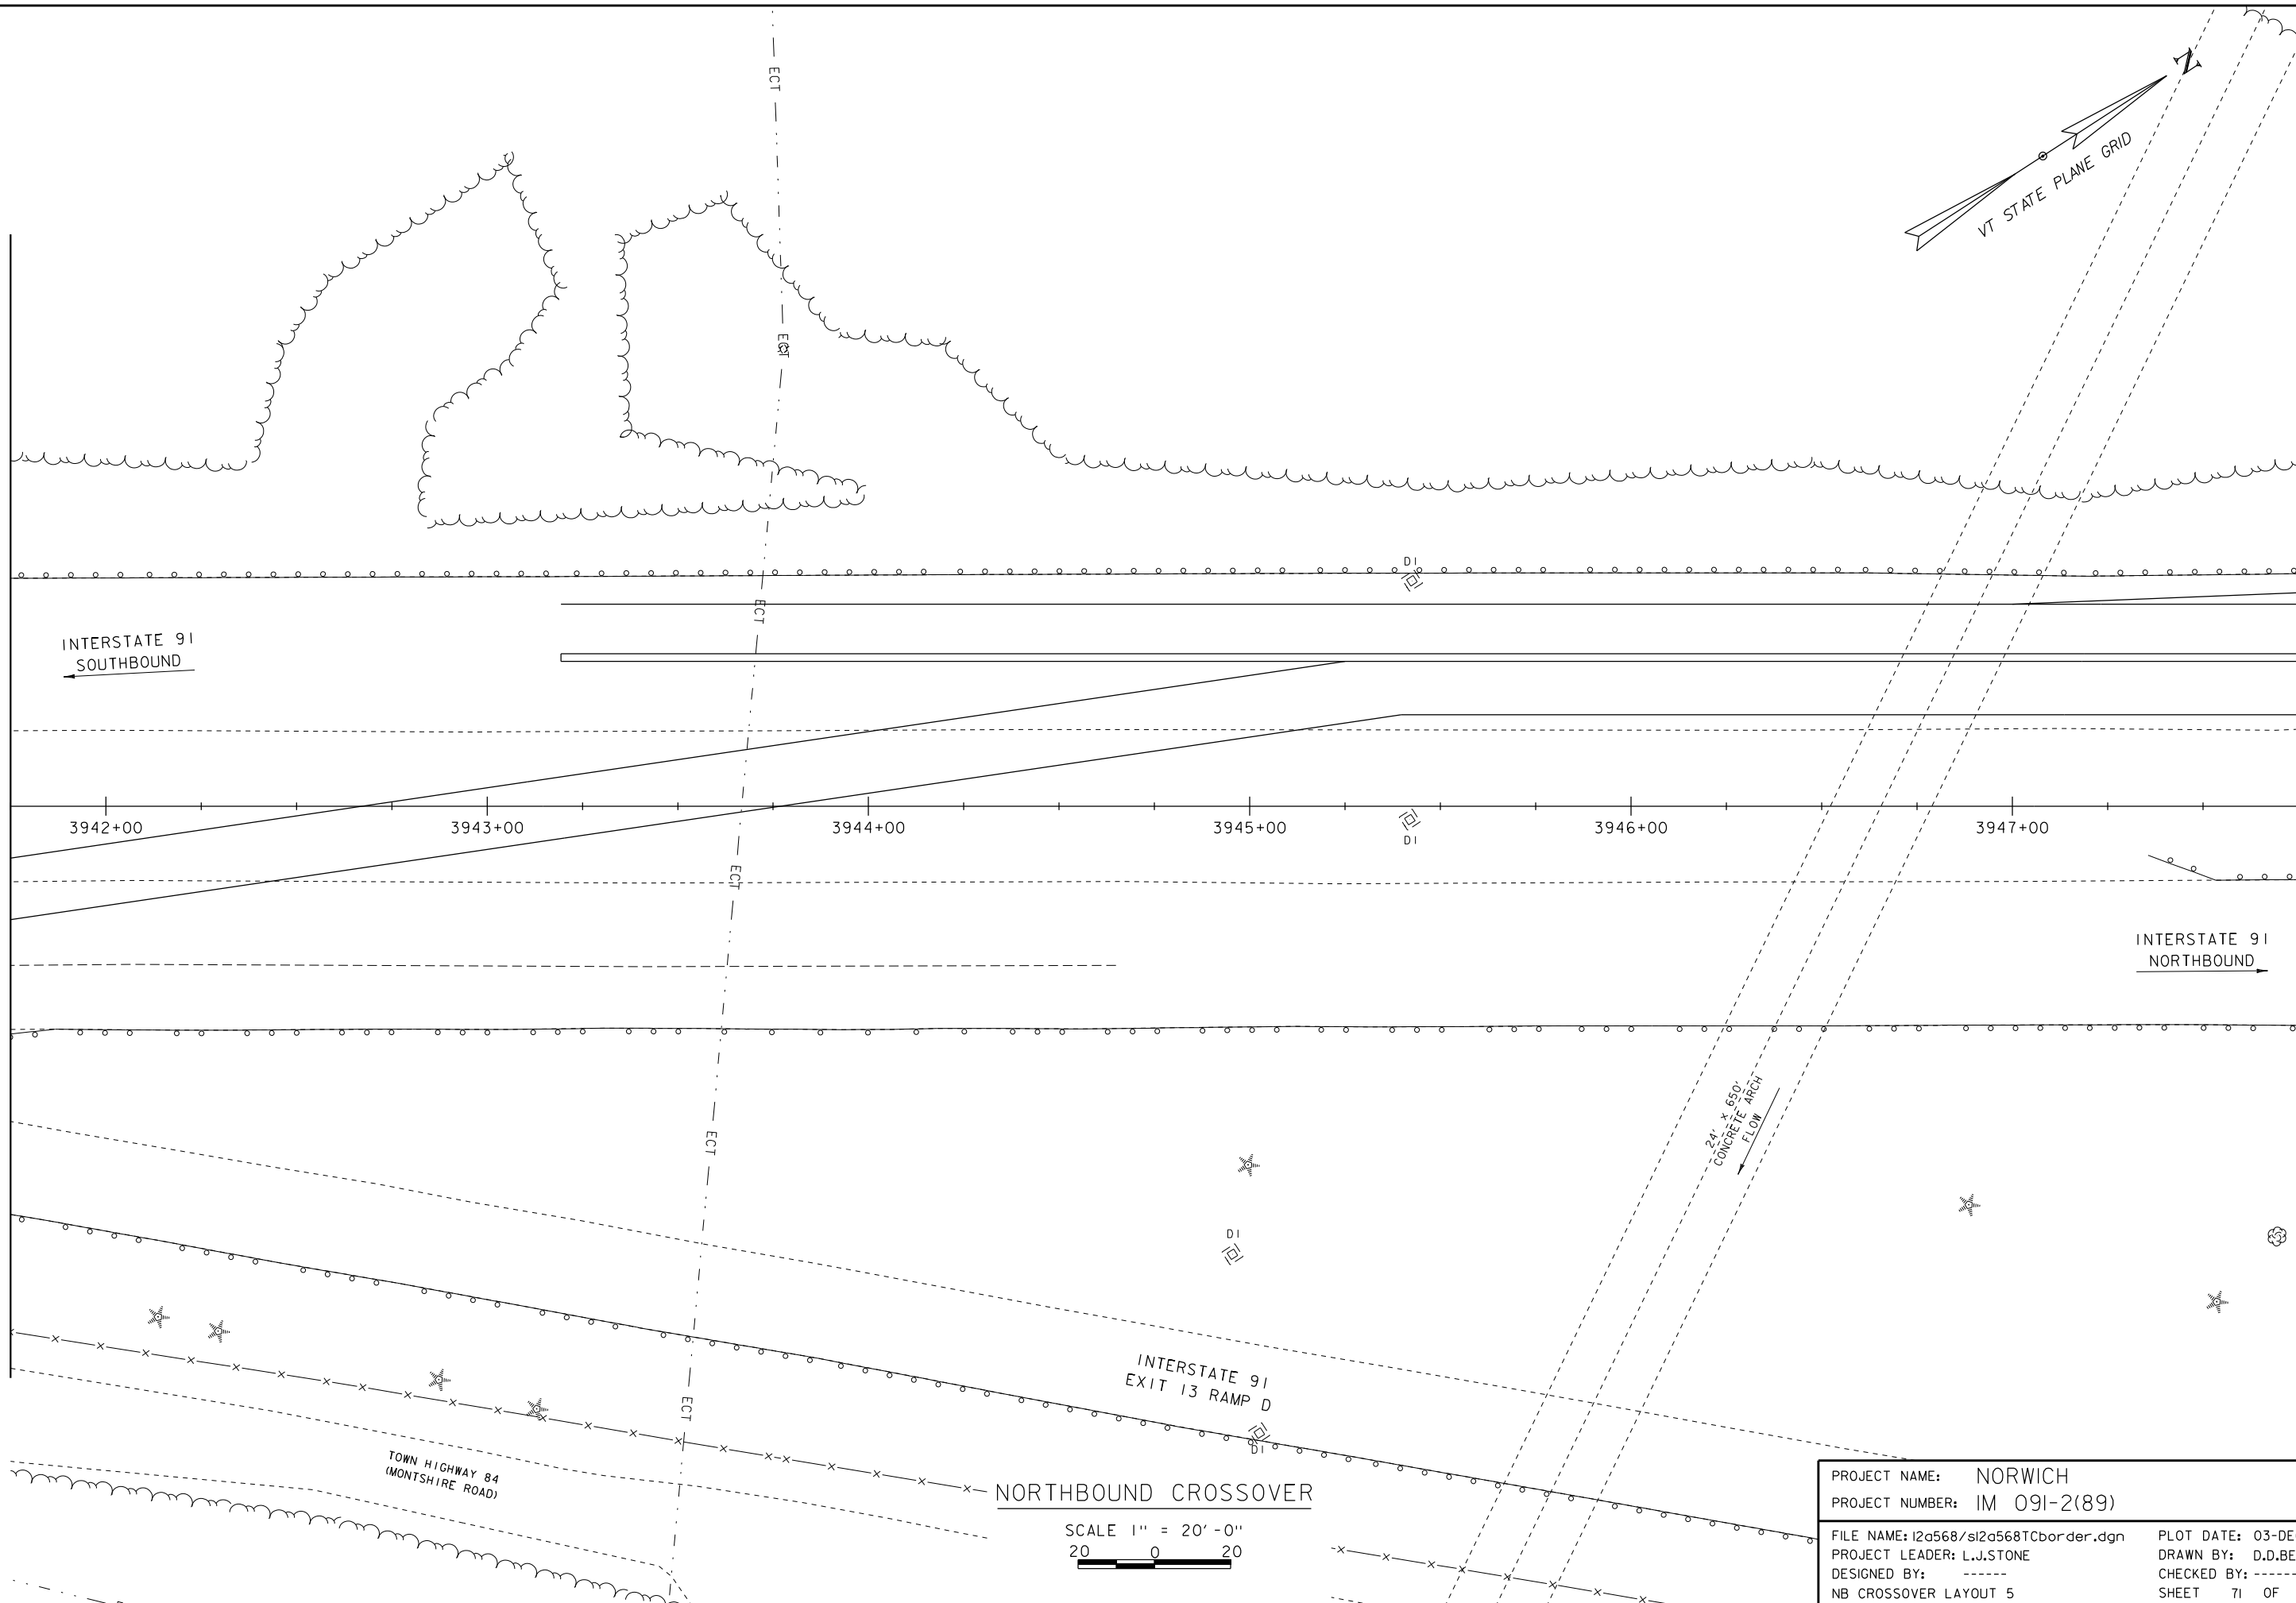 ECT
N
VT STATE PLANE GRID
ECT
DI
ECT
INTERSTATE 91
SOUTHBOUND
3942+00
3943+00
3944+00
3945+00
3946+00
3947+00
DI
ECT
INTERSTATE 91
NORTHBOUND
24' x 650'
CONCRETE ARCH
FLOW
ECT
DI
INTERSTATE 91
EXIT 13 RAMP D
DI
ECT
TOWN HIGHWAY 84
(MONTSHIRE ROAD)
NORTHBOUND CROSSOVER
SCALE 1" = 20'-0"
20 0 20
PROJECT NAME: NORWICH
PROJECT NUMBER: IM 091-2(89)
FILE NAME: 12a568/s12a568TCborder.dgn PLOT DATE: 03-DE
PROJECT LEADER: L.J.STONE DRAWN BY: D.D.BE
DESIGNED BY: ------ CHECKED BY: ------
NB CROSSOVER LAYOUT 5 SHEET 71 OF